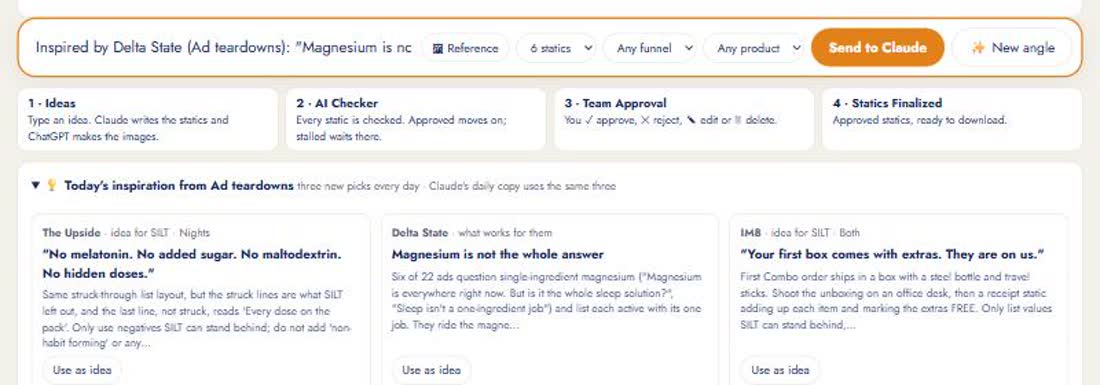 Inspired by Delta State (Ad teardowns): "Magnesium is nc
Reference
6 statics
Any funnel
Any product
Send to Claude
New angle
1 · Ideas
Type an idea. Claude writes the statics and
ChatGPT makes the images.
2 · AI Checker
Every static is checked. Approved moves on;
stalled waits there.
3 · Team Approval
You ✓ approve, ✕ reject, ✎ edit or 🗑 delete.
4 · Statics Finalized
Approved statics, ready to download.
▼ 💡 Today's inspiration from Ad teardowns three new picks every day · Claude's daily copy uses the same three
The Upside · idea for SILT · Nights
"No melatonin. No added sugar. No maltodextrin.
No hidden doses."
Same struck-through list layout, but the struck lines are what SILT
left out, and the last line, not struck, reads 'Every dose on the
pack'. Only use negatives SILT can stand behind; do not add 'non-
habit forming' or any...
Use as idea
Delta State · what works for them
Magnesium is not the whole answer
Six of 22 ads question single-ingredient magnesium ("Magnesium
is everywhere right now. But is it the whole sleep solution?",
"Sleep isn't a one-ingredient job") and list each active with its one
job. They ride the magne...
Use as idea
IM8 · idea for SILT · Both
"Your first box comes with extras. They are on us."
First Combo order ships in a box with a steel bottle and travel
sticks. Shoot the unboxing on an office desk, then a receipt static
adding up each item and marking the extras FREE. Only list values
SILT can stand behind,...
Use as idea